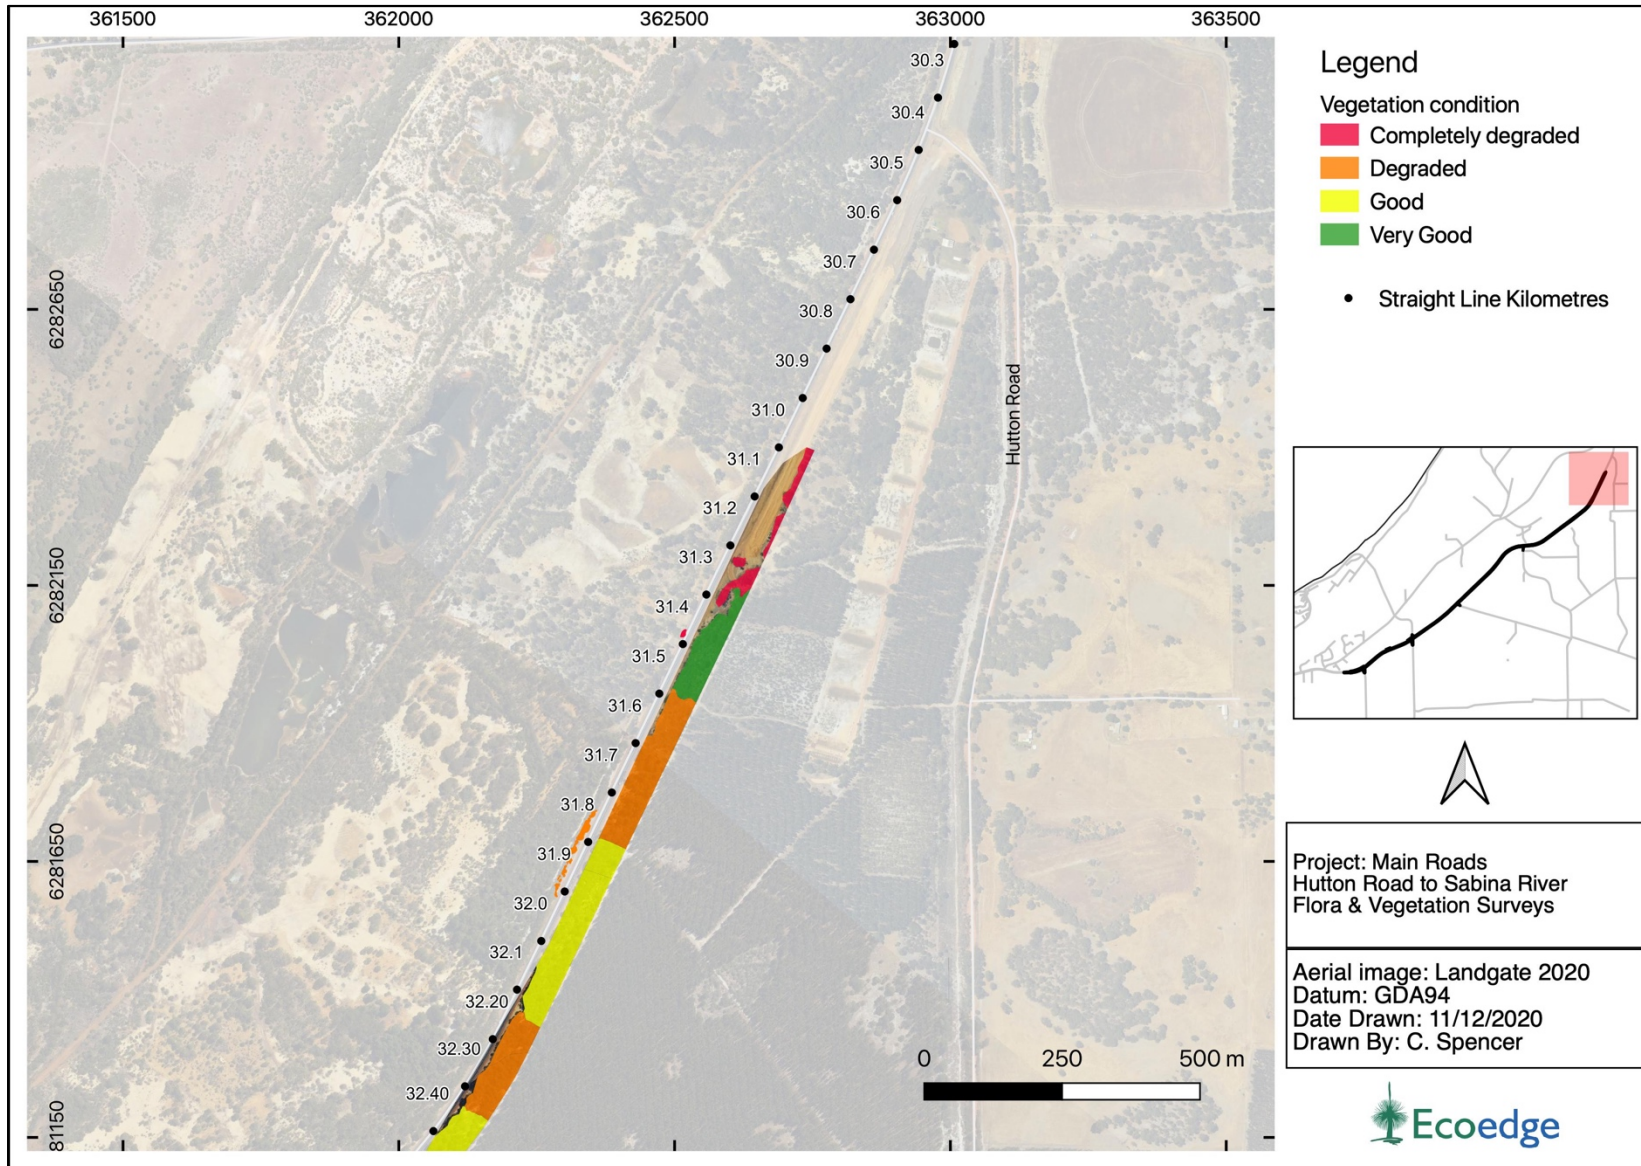 361500
362000
362500
363000
363500
6282650
6282150
6281650
81150
30.3
30.4
30.5
30.6
30.7
30.8
30.9
31.0
31.1
31.2
31.3
31.4
31.5
31.6
31.7
31.8
31.9
32.0
32.1
32.20
32.30
32.40
Hutton Road
0 250 500 m
Legend
Vegetation condition
Completely degraded
Degraded
Good
Very Good
Straight Line Kilometres
Project: Main Roads
Hutton Road to Sabina River
Flora & Vegetation Surveys
Aerial image: Landgate 2020
Datum: GDA94
Date Drawn: 11/12/2020
Drawn By: C. Spencer
Ecoedge